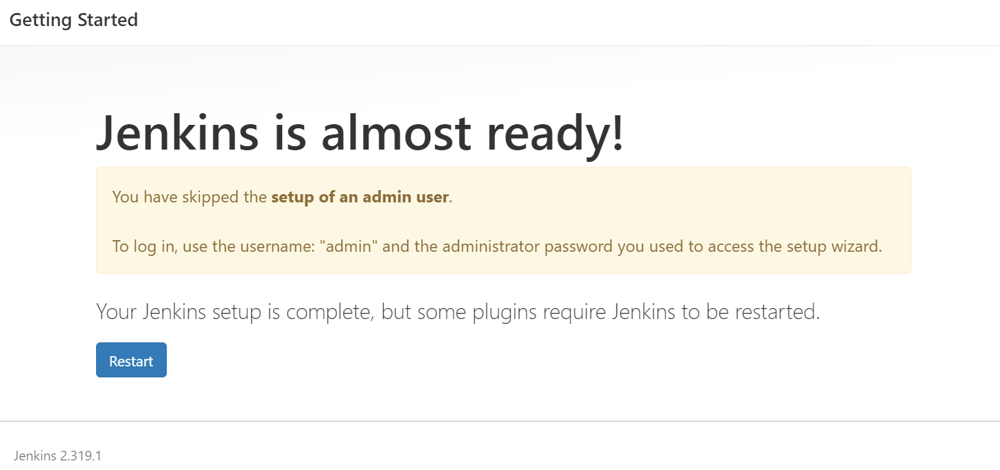 Getting Started
Jenkins is almost ready!
You have skipped the setup of an admin user.
To log in, use the username: "admin" and the administrator password you used to access the setup wizard.
Your Jenkins setup is complete, but some plugins require Jenkins to be restarted.
Restart
Jenkins 2.319.1